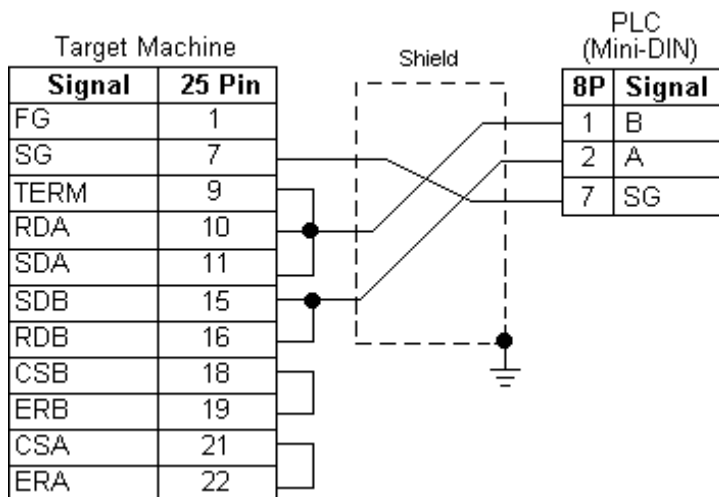 Target Machine
Signal 25 Pin
FG 1
SG 7
TERM 9
RDA 10
SDA 11
SDB 15
RDB 16
CSB 18
ERB 19
CSA 21
ERA 22
Shield
PLC
(Mini-DIN)
8P Signal
1 B
2 A
7 SG